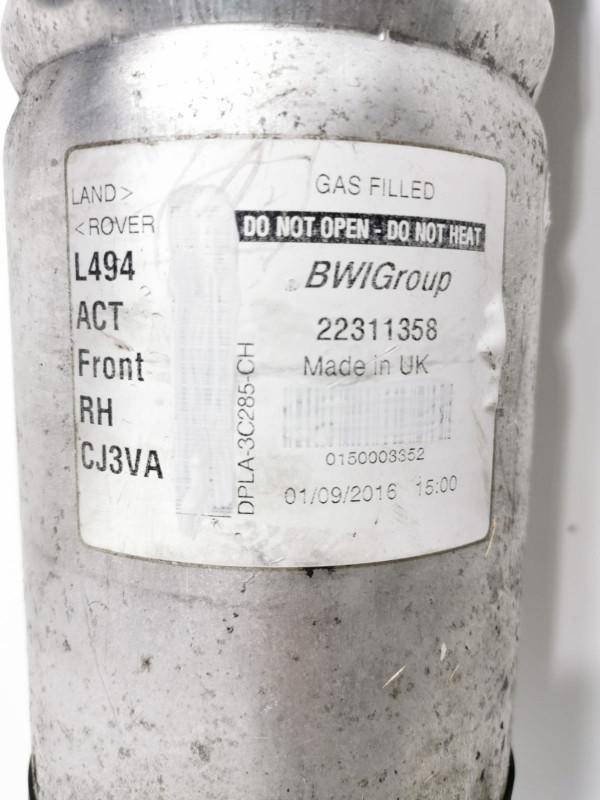 LAND>
<ROVER
L494
ACT
Front
RH
CJ3VA
DPLA-3C285-CH
GAS FILLED
DO NOT OPEN - DO NOT HEAT
BWIGroup
22311358
Made in UK
0150003352
01/09/2016 15:00